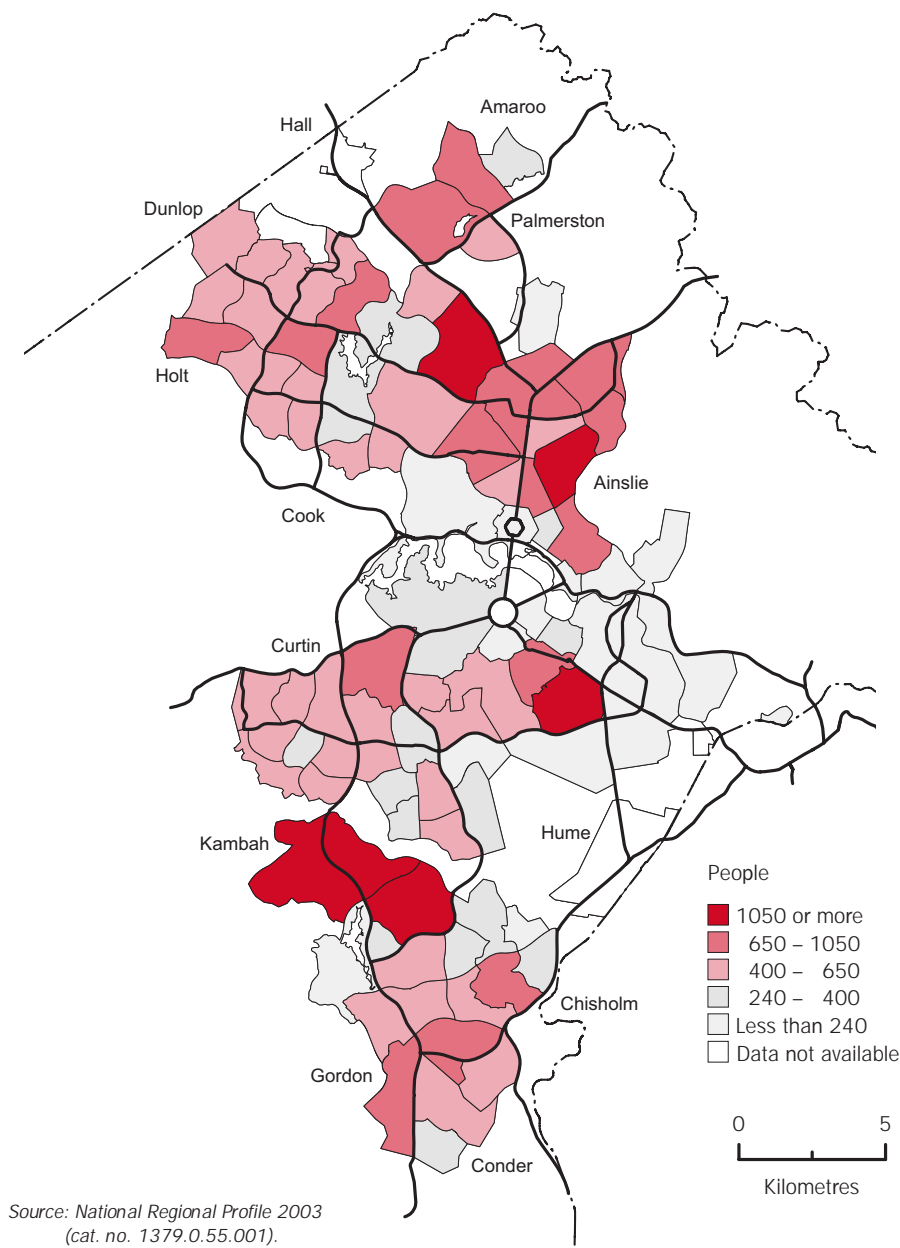 Amaroo
Hall
Dunlop
Palmerston
Holt
Ainslie
Cook
Curtin
Kambah
Hume
People
1050 or more
650 – 1050
400 – 650
240 – 400
Less than 240
Data not available
Chisholm
Gordon
0 5
Kilometres
Conder
Source: National Regional Profile 2003
(cat. no. 1379.0.55.001).